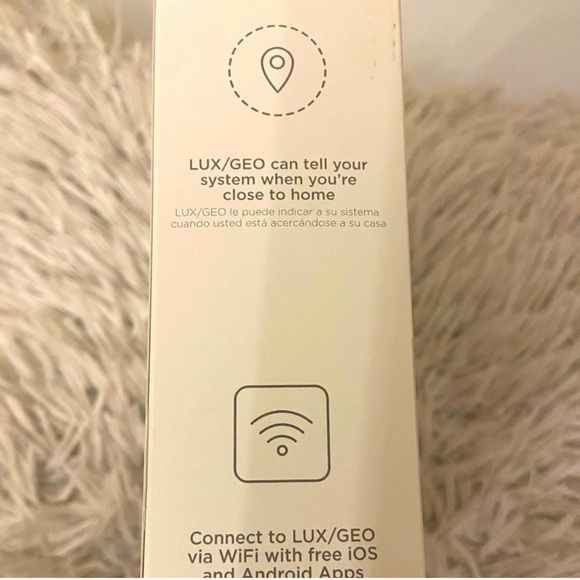 LUX/GEO can tell your
system when you're
close to home
LUX/GEO le puede indicar a su sistema
cuando usted está acercándose a su casa
Connect to LUX/GEO
via WiFi with free iOS
and Android Apps